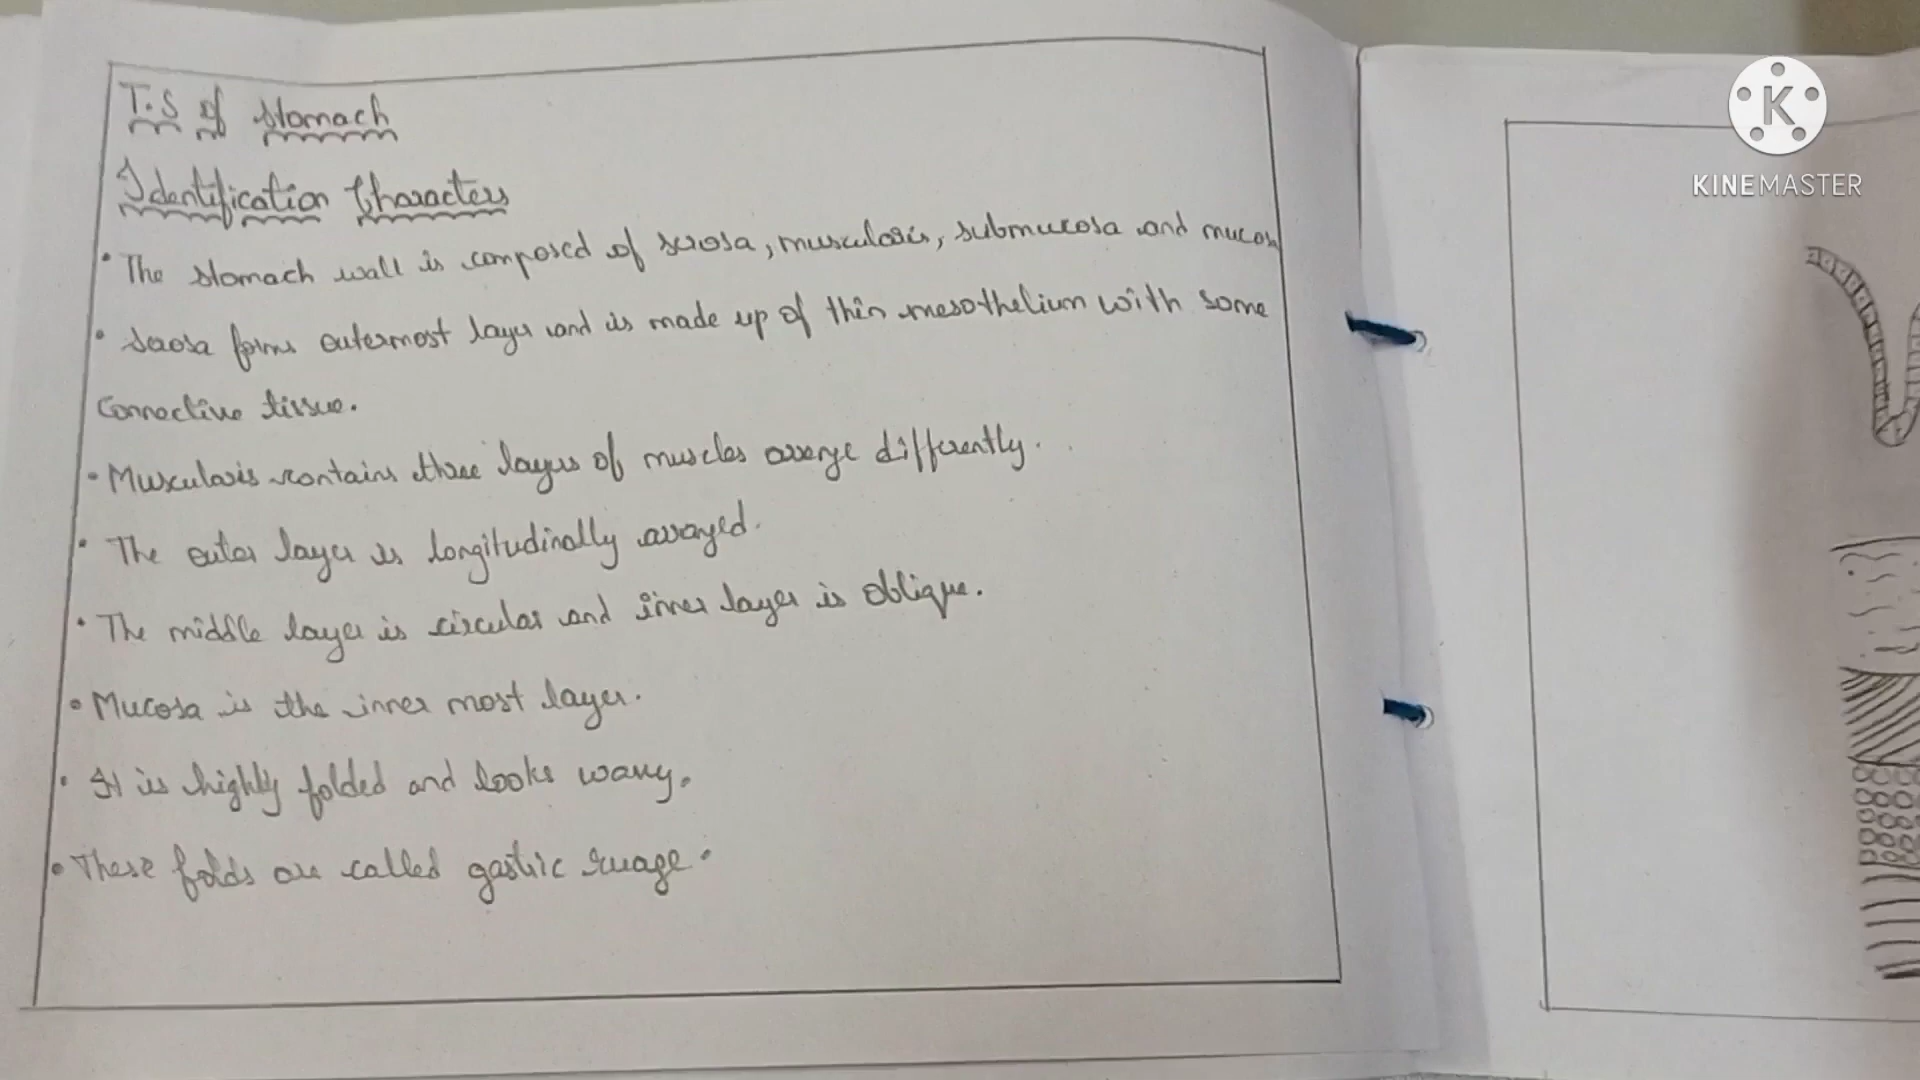 T.S of stomach
Identification Characters
• The stomach wall is composed of serosa, muscularis, submucosa and mucosa
• Serosa forms outermost layer and is made up of thin mesothelium with some
connective tissue.
• Muscularis contains three layers of muscles arrange differently.
• The outer layer is longitudinally arrayed.
• The middle layer is circular and inner layer is oblique.
• Mucosa is the inner most layer.
• It is highly folded and looks wavy.
• These folds are called gastric ruage.
K
KINEMASTER